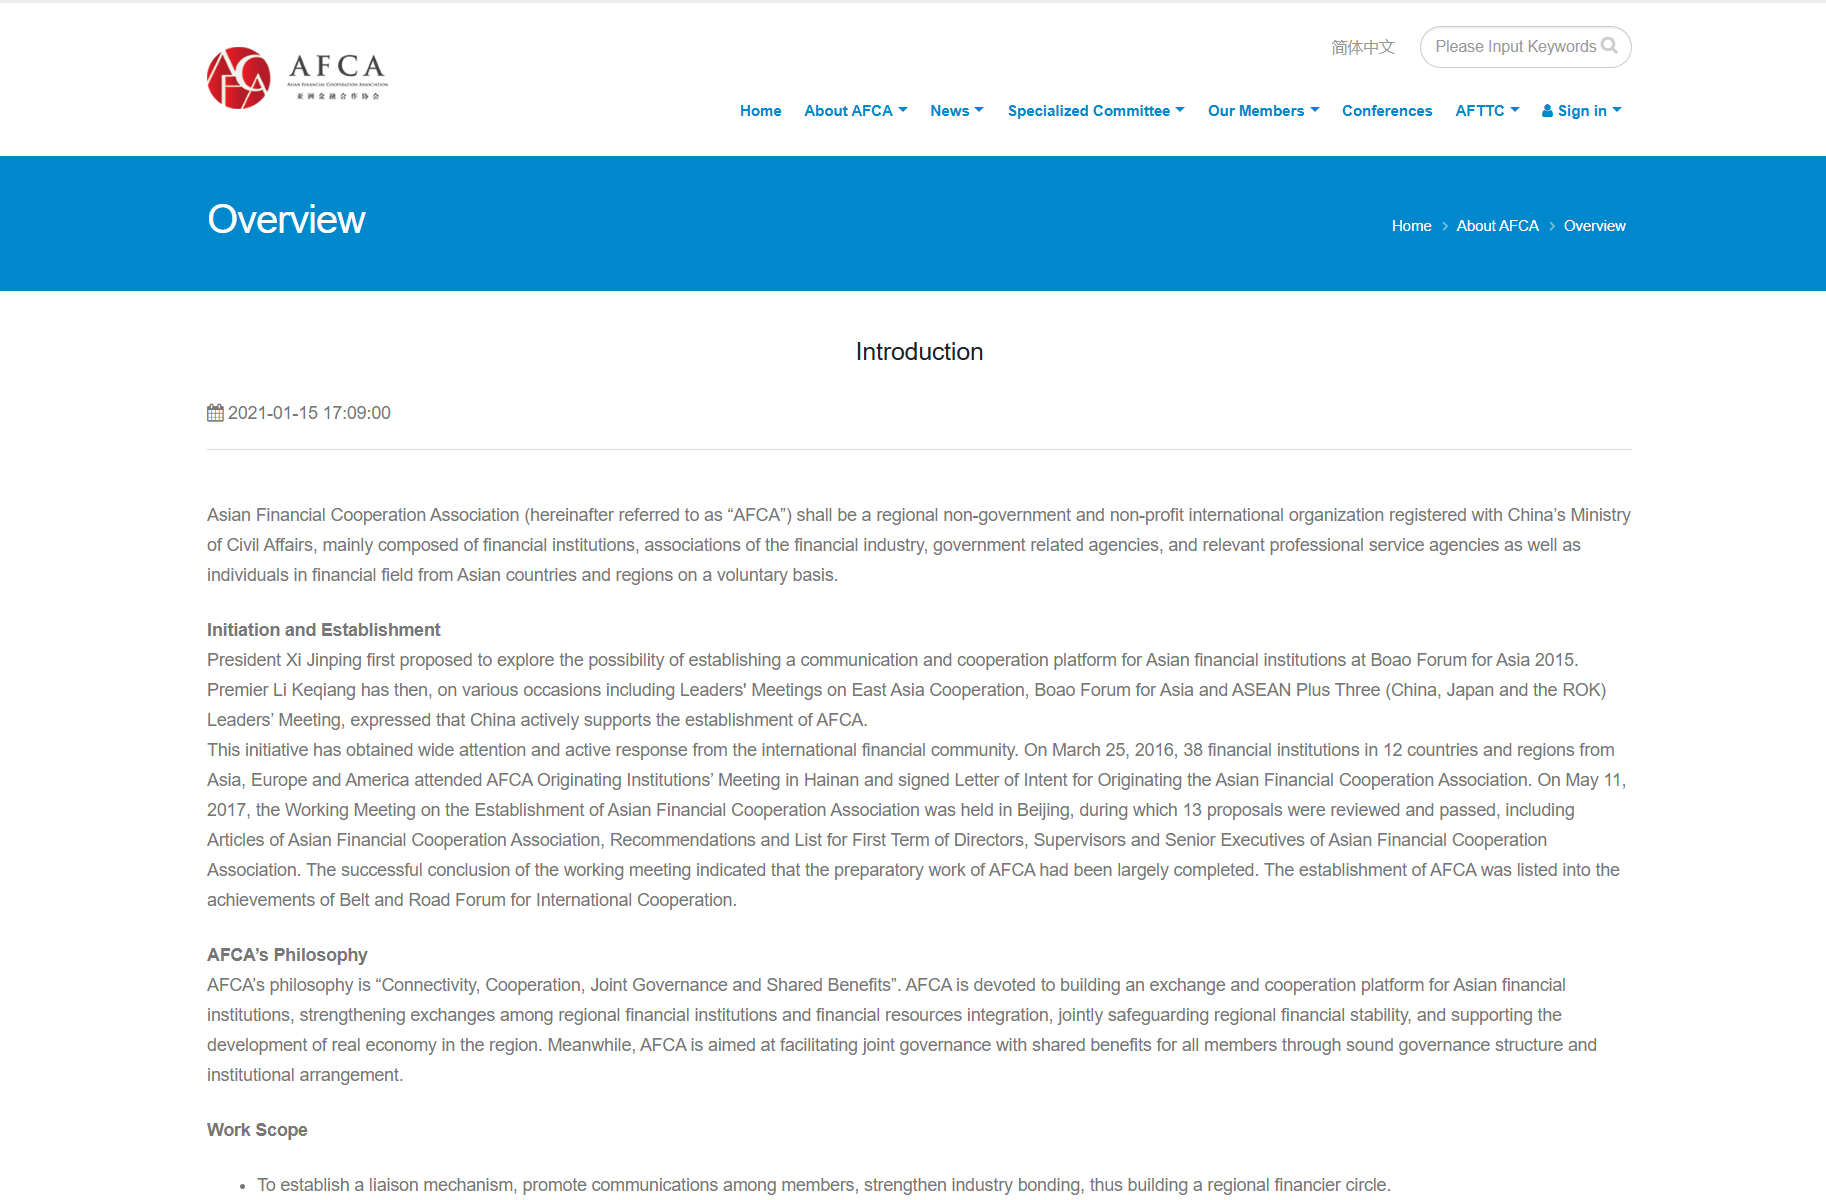 AFCA
ASIAN FINANCIAL COOPERATION ASSOCIATION
亚洲金融合作协会
简体中文
Please Input Keywords
Home About AFCA News Specialized Committee Our Members Conferences AFTTC Sign in
Overview
Home > About AFCA > Overview
Introduction
2021-01-15 17:09:00
Asian Financial Cooperation Association (hereinafter referred to as “AFCA”) shall be a regional non-government and non-profit international organization registered with China’s Ministry
of Civil Affairs, mainly composed of financial institutions, associations of the financial industry, government related agencies, and relevant professional service agencies as well as
individuals in financial field from Asian countries and regions on a voluntary basis.
Initiation and Establishment
President Xi Jinping first proposed to explore the possibility of establishing a communication and cooperation platform for Asian financial institutions at Boao Forum for Asia 2015.
Premier Li Keqiang has then, on various occasions including Leaders' Meetings on East Asia Cooperation, Boao Forum for Asia and ASEAN Plus Three (China, Japan and the ROK)
Leaders’ Meeting, expressed that China actively supports the establishment of AFCA.
This initiative has obtained wide attention and active response from the international financial community. On March 25, 2016, 38 financial institutions in 12 countries and regions from
Asia, Europe and America attended AFCA Originating Institutions’ Meeting in Hainan and signed Letter of Intent for Originating the Asian Financial Cooperation Association. On May 11,
2017, the Working Meeting on the Establishment of Asian Financial Cooperation Association was held in Beijing, during which 13 proposals were reviewed and passed, including
Articles of Asian Financial Cooperation Association, Recommendations and List for First Term of Directors, Supervisors and Senior Executives of Asian Financial Cooperation
Association. The successful conclusion of the working meeting indicated that the preparatory work of AFCA had been largely completed. The establishment of AFCA was listed into the
achievements of Belt and Road Forum for International Cooperation.
AFCA’s Philosophy
AFCA’s philosophy is “Connectivity, Cooperation, Joint Governance and Shared Benefits”. AFCA is devoted to building an exchange and cooperation platform for Asian financial
institutions, strengthening exchanges among regional financial institutions and financial resources integration, jointly safeguarding regional financial stability, and supporting the
development of real economy in the region. Meanwhile, AFCA is aimed at facilitating joint governance with shared benefits for all members through sound governance structure and
institutional arrangement.
Work Scope
• To establish a liaison mechanism, promote communications among members, strengthen industry bonding, thus building a regional financier circle.